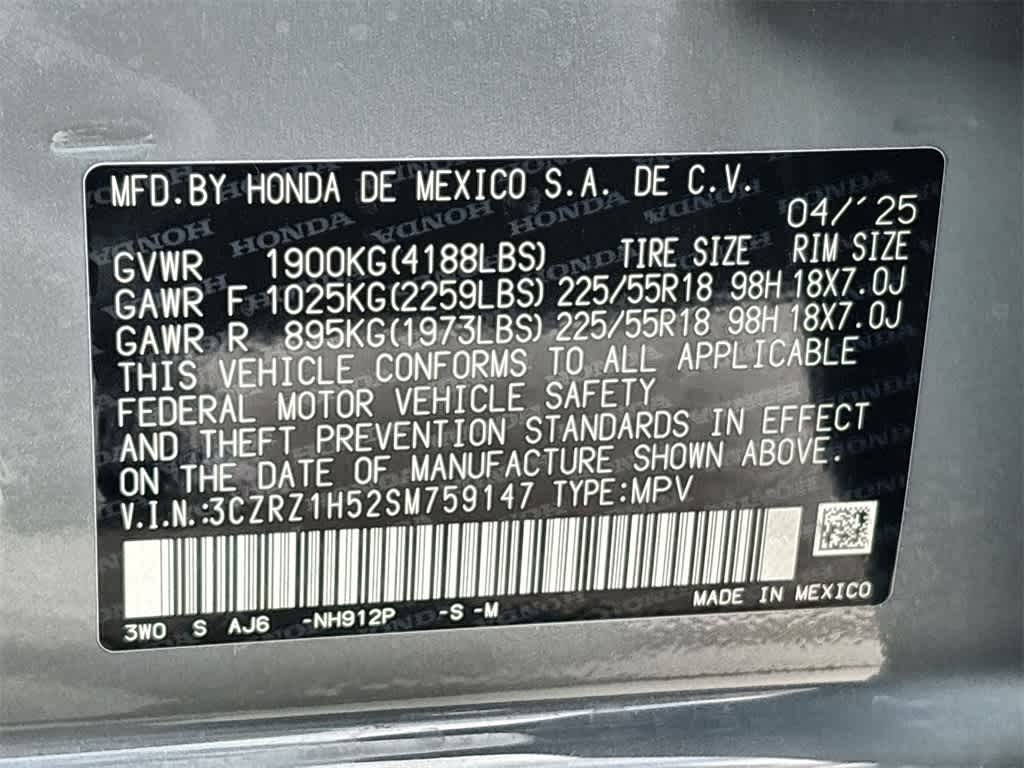 MFD.BY HONDA DE MEXICO S.A. DE C.V.
04/´25
GVWR 1900KG(4188LBS) TIRE SIZE RIM SIZE
GAWR F 1025KG(2259LBS) 225/55R18 98H 18X7.0J
GAWR R 895KG(1973LBS) 225/55R18 98H 18X7.0J
THIS VEHICLE CONFORMS TO ALL APPLICABLE
FEDERAL MOTOR VEHICLE SAFETY
AND THEFT PREVENTION STANDARDS IN EFFECT
ON THE DATE OF MANUFACTURE SHOWN ABOVE.
V.I.N.:3CZRZ1H52SM759147 TYPE:MPV
3W0 S AJ6 -NH912P -S -M MADE IN MEXICO